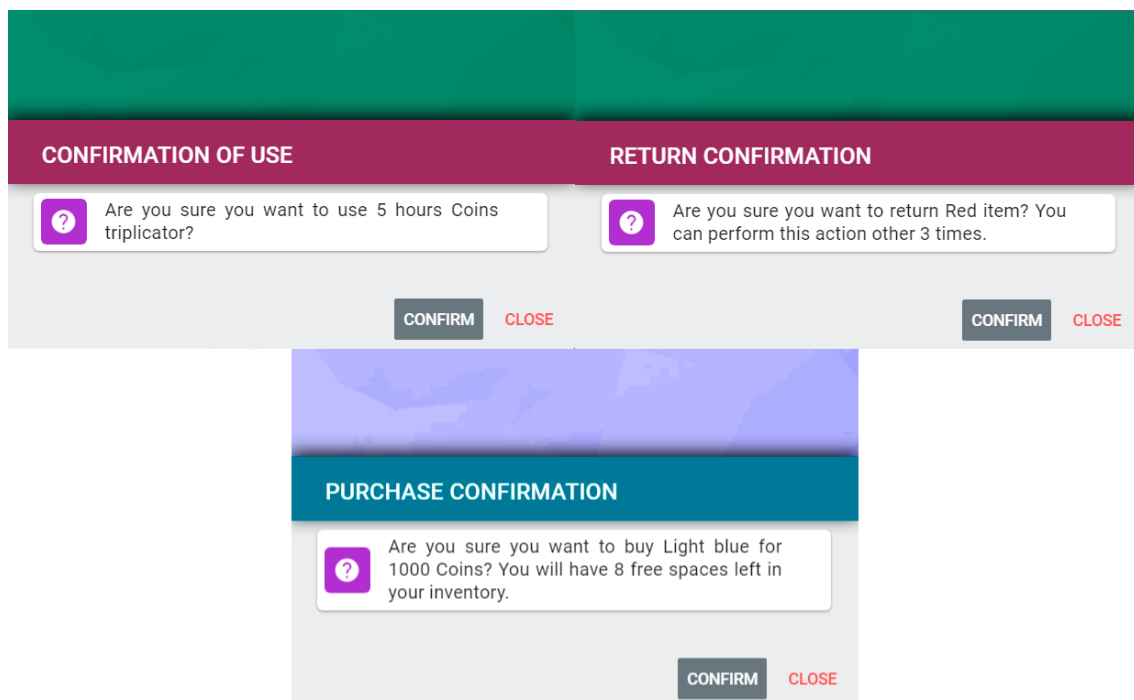 CONFIRMATION OF USE
Are you sure you want to use 5 hours Coins
triplicator?
CONFIRM CLOSE
RETURN CONFIRMATION
Are you sure you want to return Red item? You
can perform this action other 3 times.
CONFIRM CLOSE
PURCHASE CONFIRMATION
Are you sure you want to buy Light blue for
1000 Coins? You will have 8 free spaces left in
your inventory.
CONFIRM CLOSE